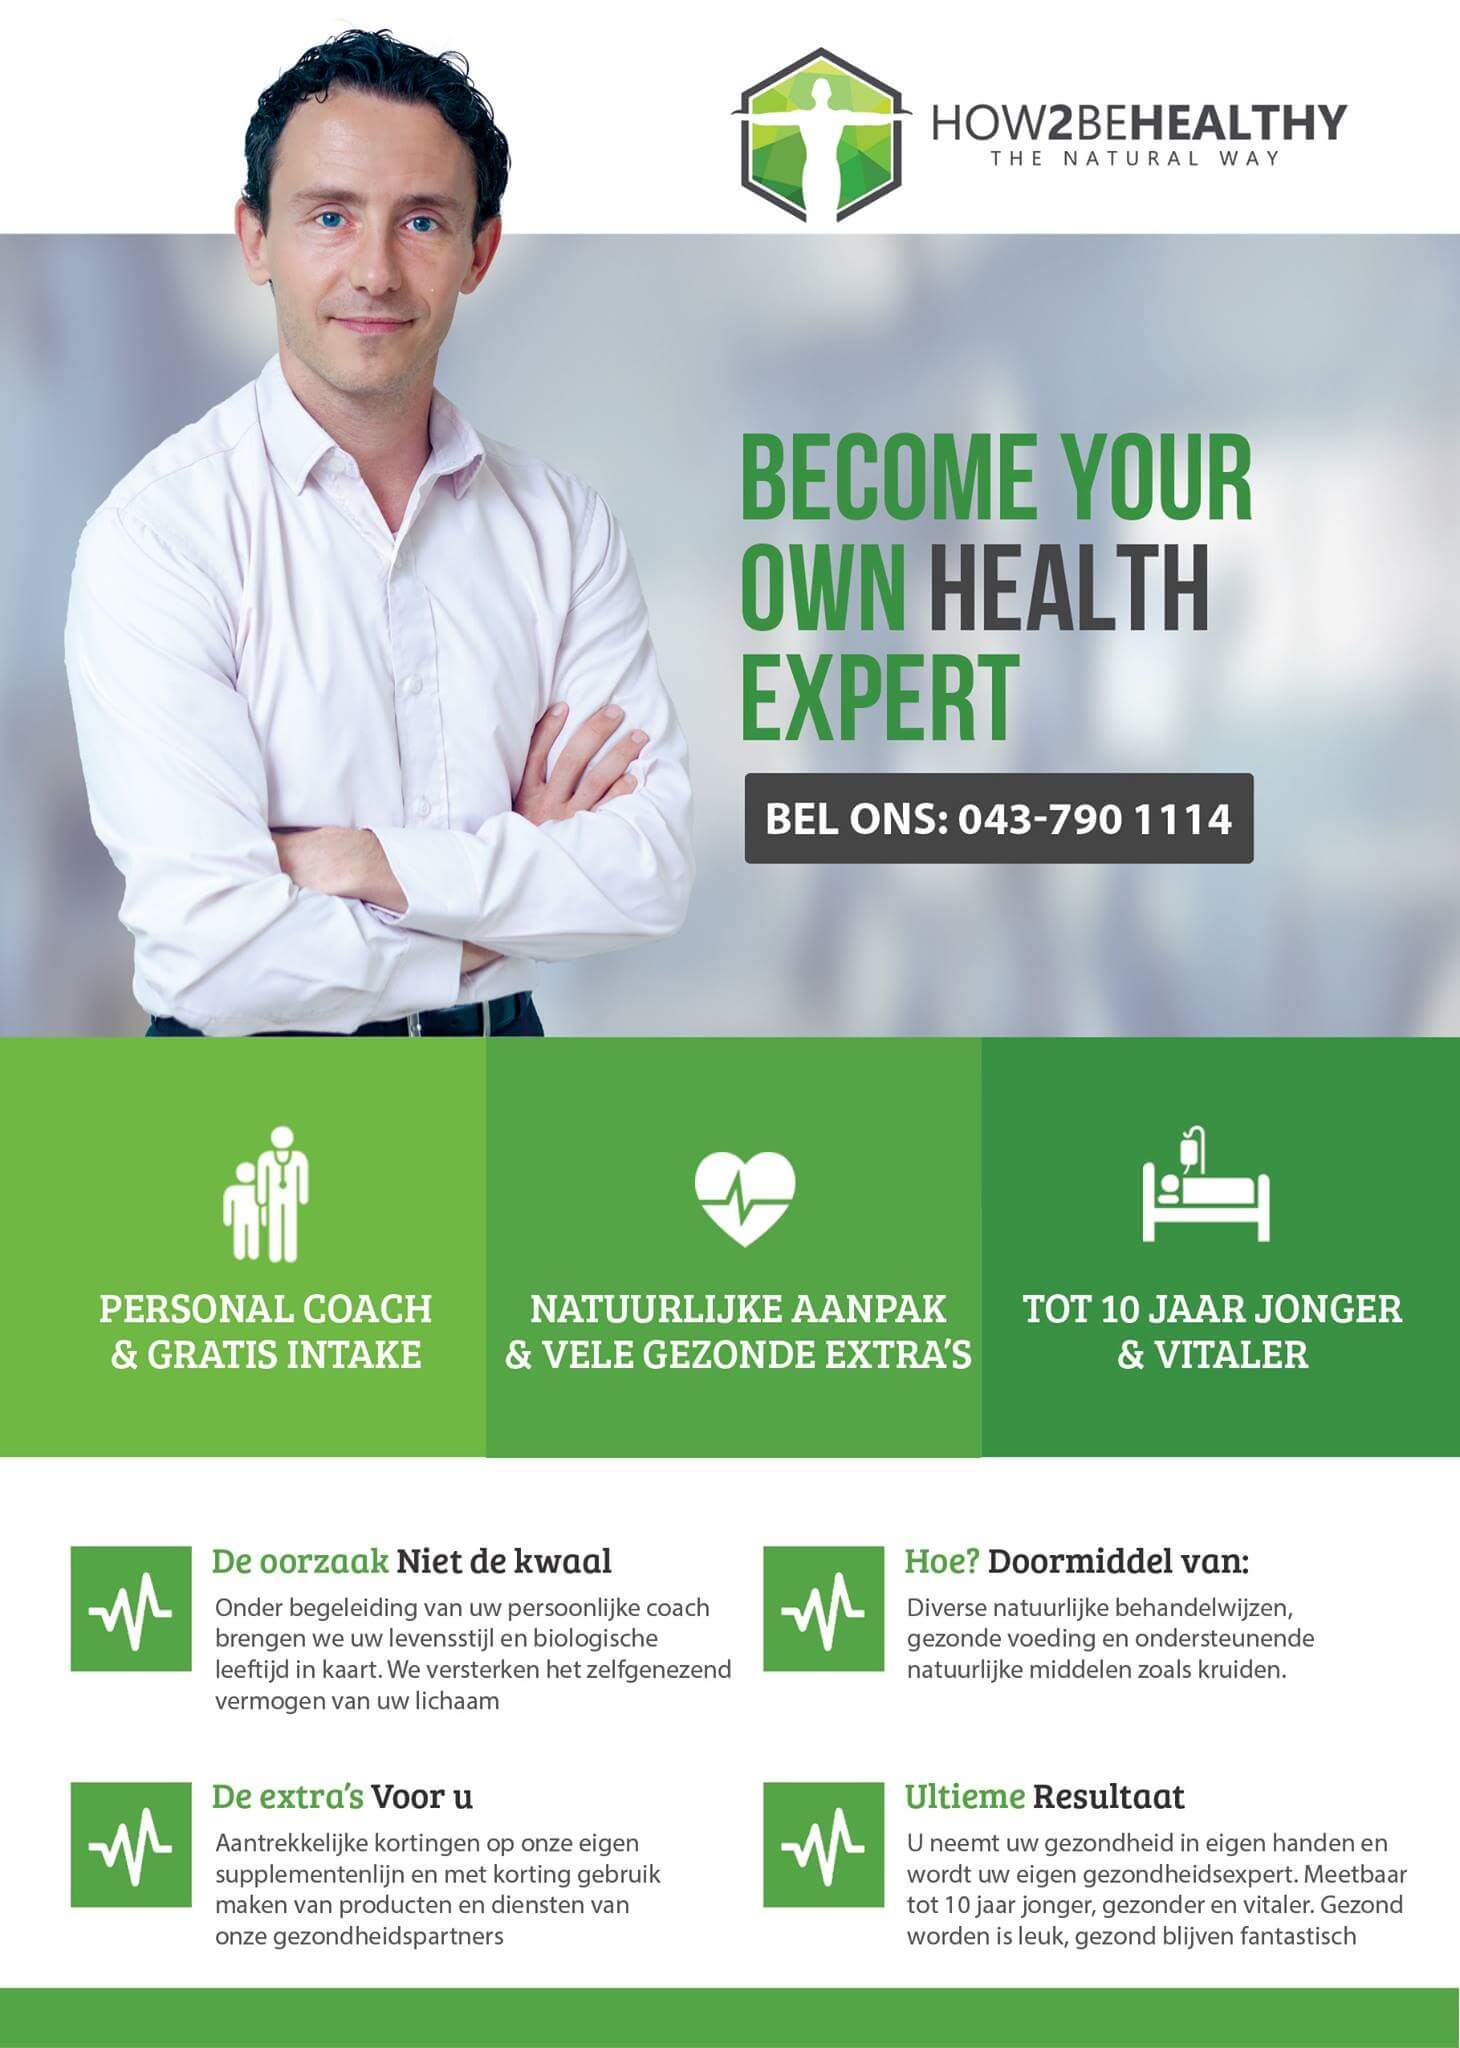 HOW2BEHEALTHY
THE NATURAL WAY
BECOME YOUR
OWN HEALTH
EXPERT
BEL ONS: 043-790 1114
PERSONAL COACH
& GRATIS INTAKE
NATUURLIJKE AANPAK
& VELE GEZONDE EXTRA’S
TOT 10 JAAR JONGER
& VITALER
De oorzaak Niet de kwaal
Onder begeleiding van uw persoonlijke coach
brengen we uw levensstijl en biologische
leeftijd in kaart. We versterken het zelfgenezend
vermogen van uw lichaam
Hoe? Doormiddel van:
Diverse natuurlijke behandelwijzen,
gezonde voeding en ondersteunende
natuurlijke middelen zoals kruiden.
De extra’s Voor u
Aantrekkelijke kortingen op onze eigen
supplementenlijn en met korting gebruik
maken van producten en diensten van
onze gezondheidspartners
Ultieme Resultaat
U neemt uw gezondheid in eigen handen en
wordt uw eigen gezondheidsexpert. Meetbaar
tot 10 jaar jonger, gezonder en vitaler. Gezond
worden is leuk, gezond blijven fantastisch